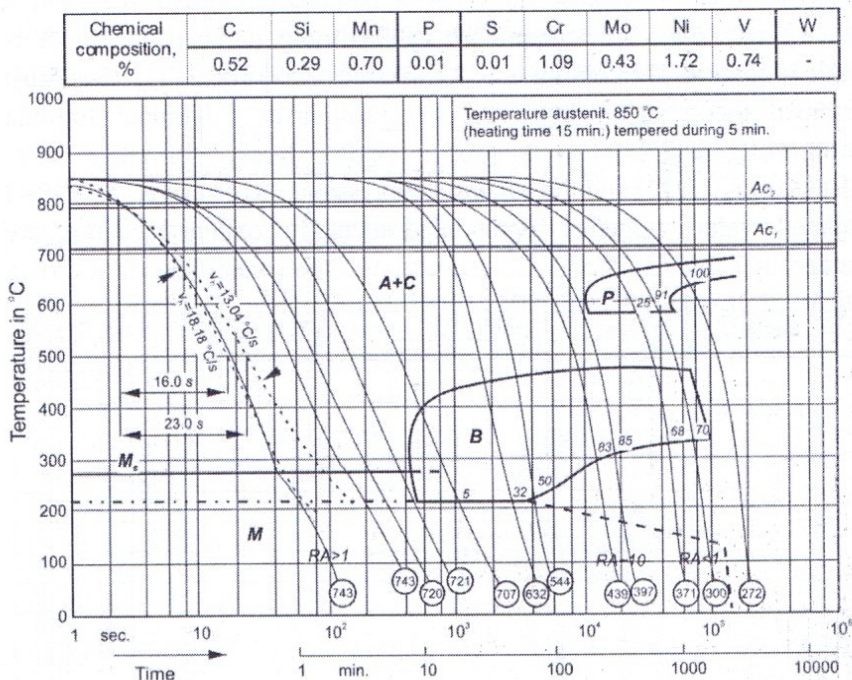 Chemical composition, % C Si Mn P S Cr Mo Ni V W
0.52 0.29 0.70 0.01 0.01 1.09 0.43 1.72 0.74 -
1000
Temperature austenit. 850 °C
(heating time 15 min.) tempered during 5 min.
900
800
Ac₂
700
Ac₁
600
500
400
300
200
100
0
Temperature in °C
A+C
P
25
91
100
v =13.04 °C/s
v =18.18 °C/s
16.0 s
23.0 s
B
5
32
50
83
85
68
70
Mₛ
M
RA>1
RA~10
RA<1
743
743
720
721
707
632
544
439
397
371
300
272
1 sec. 10 10² 10³ 10⁴ 10⁵ 10⁶
Time
1 min. 10 100 1000 10000